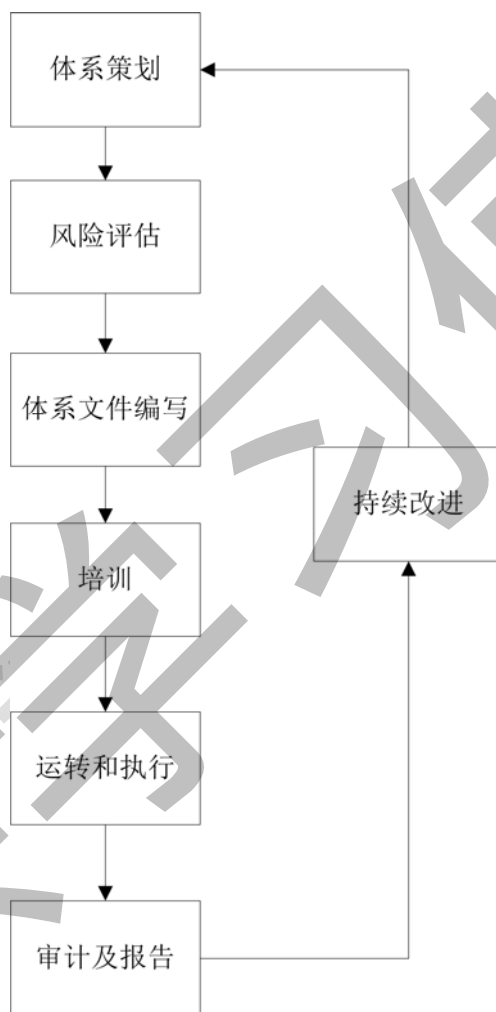 体系策划
风险评估
体系文件编写
持续改进
培训
运转和执行
审计及报告